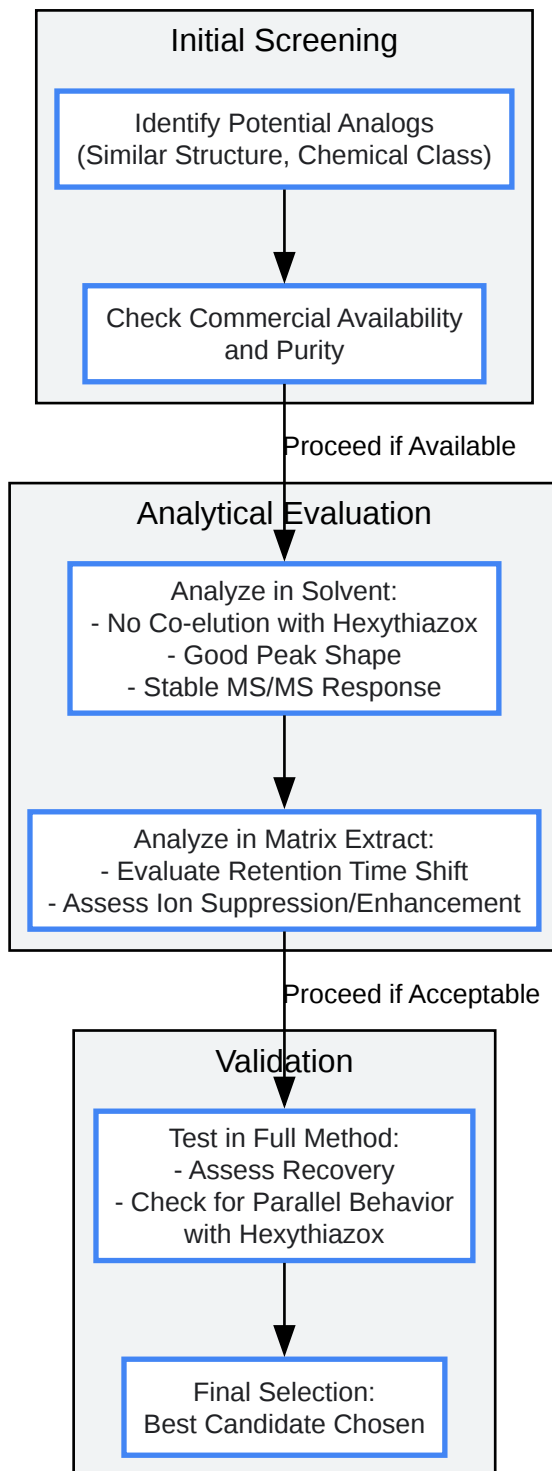 Initial Screening
Identify Potential Analogs
(Similar Structure, Chemical Class)
Check Commercial Availability
and Purity
Proceed if Available
Analytical Evaluation
Analyze in Solvent:
- No Co-elution with Hexythiazox
- Good Peak Shape
- Stable MS/MS Response
Analyze in Matrix Extract:
- Evaluate Retention Time Shift
- Assess Ion Suppression/Enhancement
Proceed if Acceptable
Validation
Test in Full Method:
- Assess Recovery
- Check for Parallel Behavior
with Hexythiazox
Final Selection:
Best Candidate Chosen